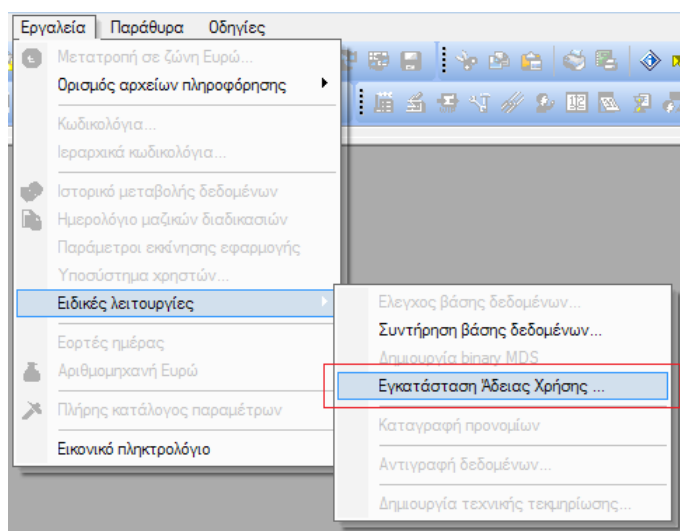 Εργαλεία Παράθυρα Οδηγίες
Μετατροπή σε ζώνη Ευρώ...
Ορισμός αρχείων πληροφόρησης
Κωδικολόγια...
Ιεραρχικά κωδικολόγια...
Ιστορικό μεταβολής δεδομένων
Ημερολόγιο μαζικών διαδικασιών
Παράμετροι εκκίνησης εφαρμογής
Υποσύστημα χρηστών...
Ειδικές λειτουργίες
Εορτές ημέρας
Αριθμομηχανή Ευρώ
Πλήρης κατάλογος παραμέτρων
Εικονικό πληκτρολόγιο
Ελεγχος βάσης δεδομένων...
Συντήρηση βάσης δεδομένων...
Δημιουργία binary MDS
Εγκατάσταση Άδειας Χρήσης ...
Καταγραφή προνομίων
Αντιγραφή δεδομένων...
Δημιουργία τεχνικής τεκμηρίωσης...